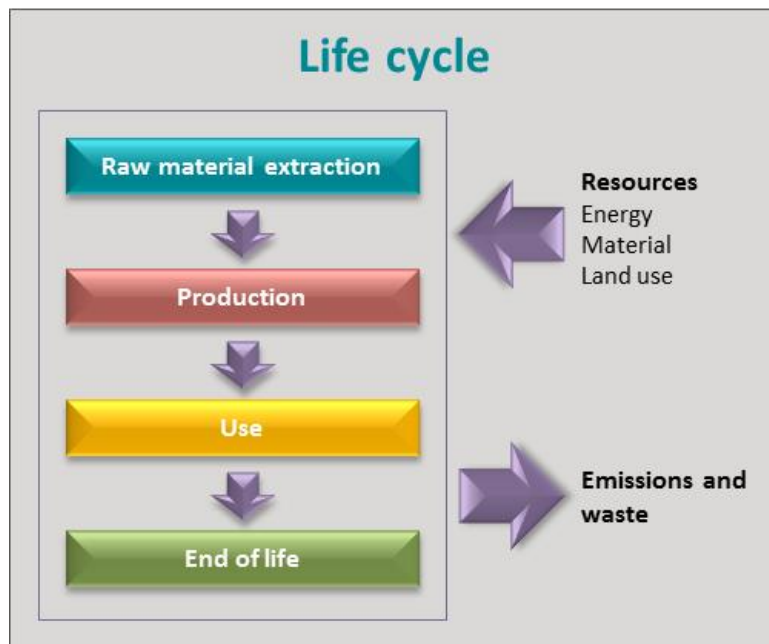 Life cycle
Raw material extraction
Production
Use
End of life
Resources
Energy
Material
Land use
Emissions and
waste